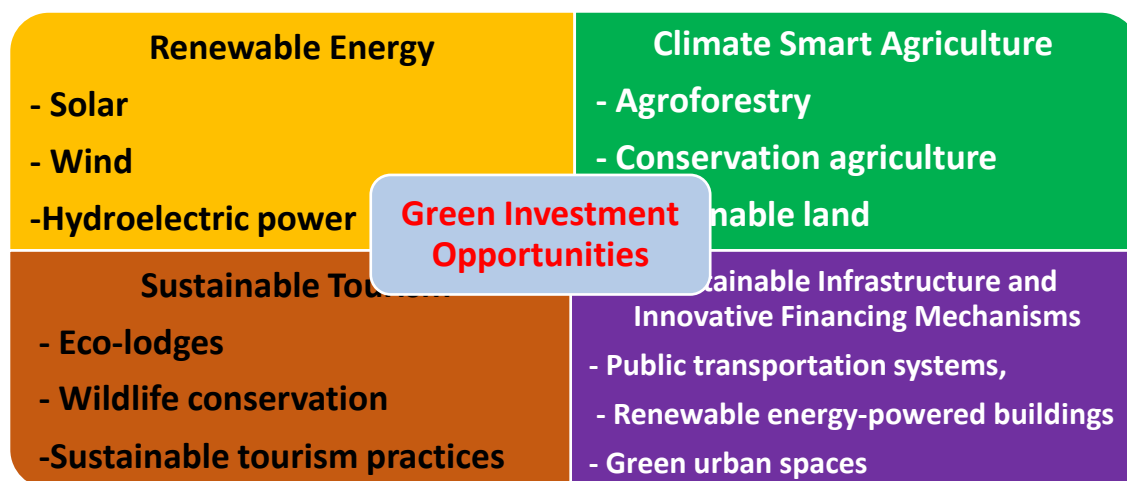 Renewable Energy
- Solar
- Wind
-Hydroelectric power
Climate Smart Agriculture
- Agroforestry
- Conservation agriculture
nable land
Green Investment
Opportunities
Sustainable Tourism
- Eco-lodges
- Wildlife conservation
-Sustainable tourism practices
tainable Infrastructure and
Innovative Financing Mechanisms
- Public transportation systems,
- Renewable energy-powered buildings
- Green urban spaces